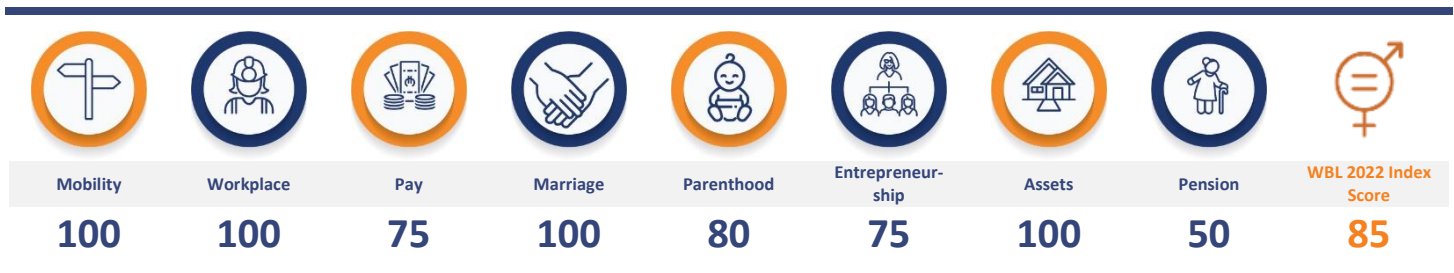 Mobility
Workplace
Pay
Marriage
Parenthood
Entrepreneur-
ship
Assets
Pension
WBL 2022 Index
Score
100
100
75
100
80
75
100
50
85